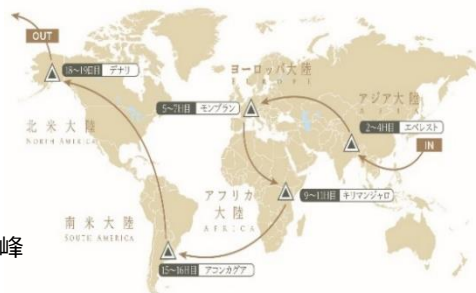 OUT
18~19日目 デナリ
ヨーロッパ大陸
EUROPE
アジア大陸
ASIA
5~7日目 モンブラン
2~4日目 エベレスト
IN
北米大陸
NORTH AMERICA
アフリカ
大陸
AFRICA
9~11日目 キリマンジャロ
南米大陸
SOUTH AMERICA
峰
15~16日目 アコンカグア